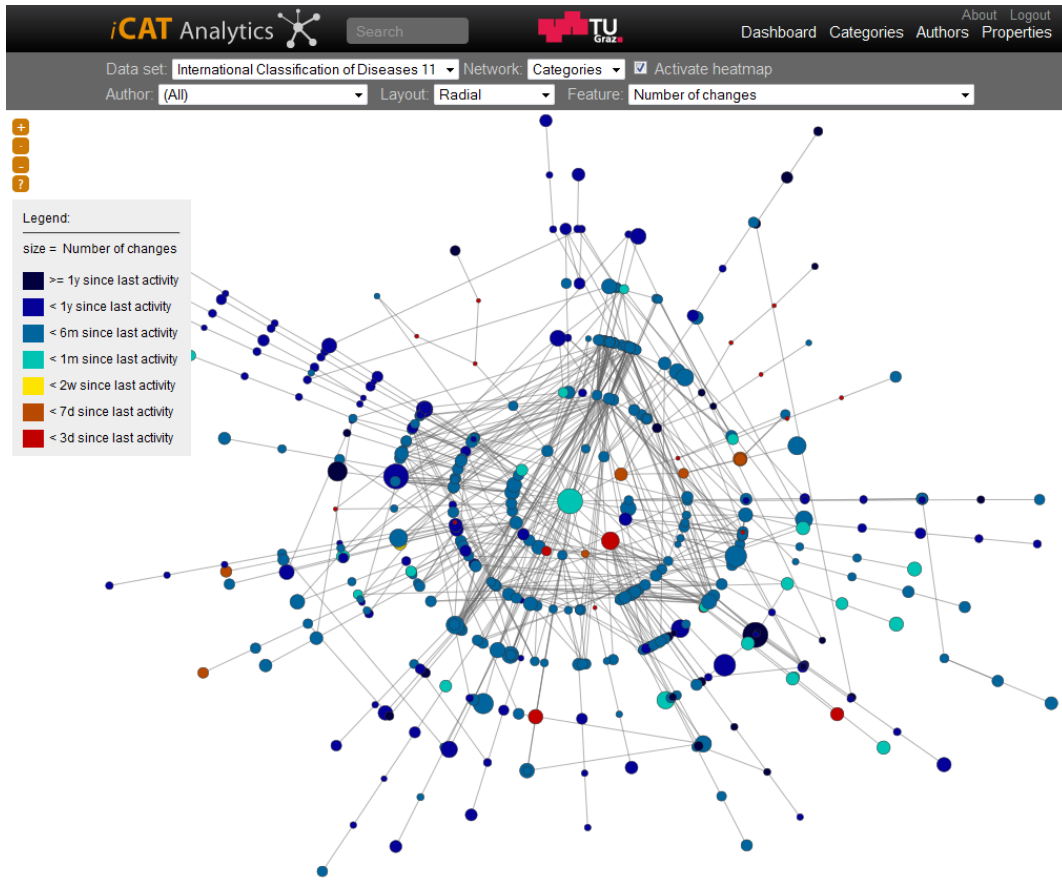 iCAT Analytics Search TU Graz About Logout
Dashboard Categories Authors Properties
Data set: International Classification of Diseases 11 Network: Categories Activate heatmap
Author: (All) Layout: Radial Feature: Number of changes
+
-
–
?
Legend:
size = Number of changes
>= 1y since last activity
< 1y since last activity
< 6m since last activity
< 1m since last activity
< 2w since last activity
< 7d since last activity
< 3d since last activity